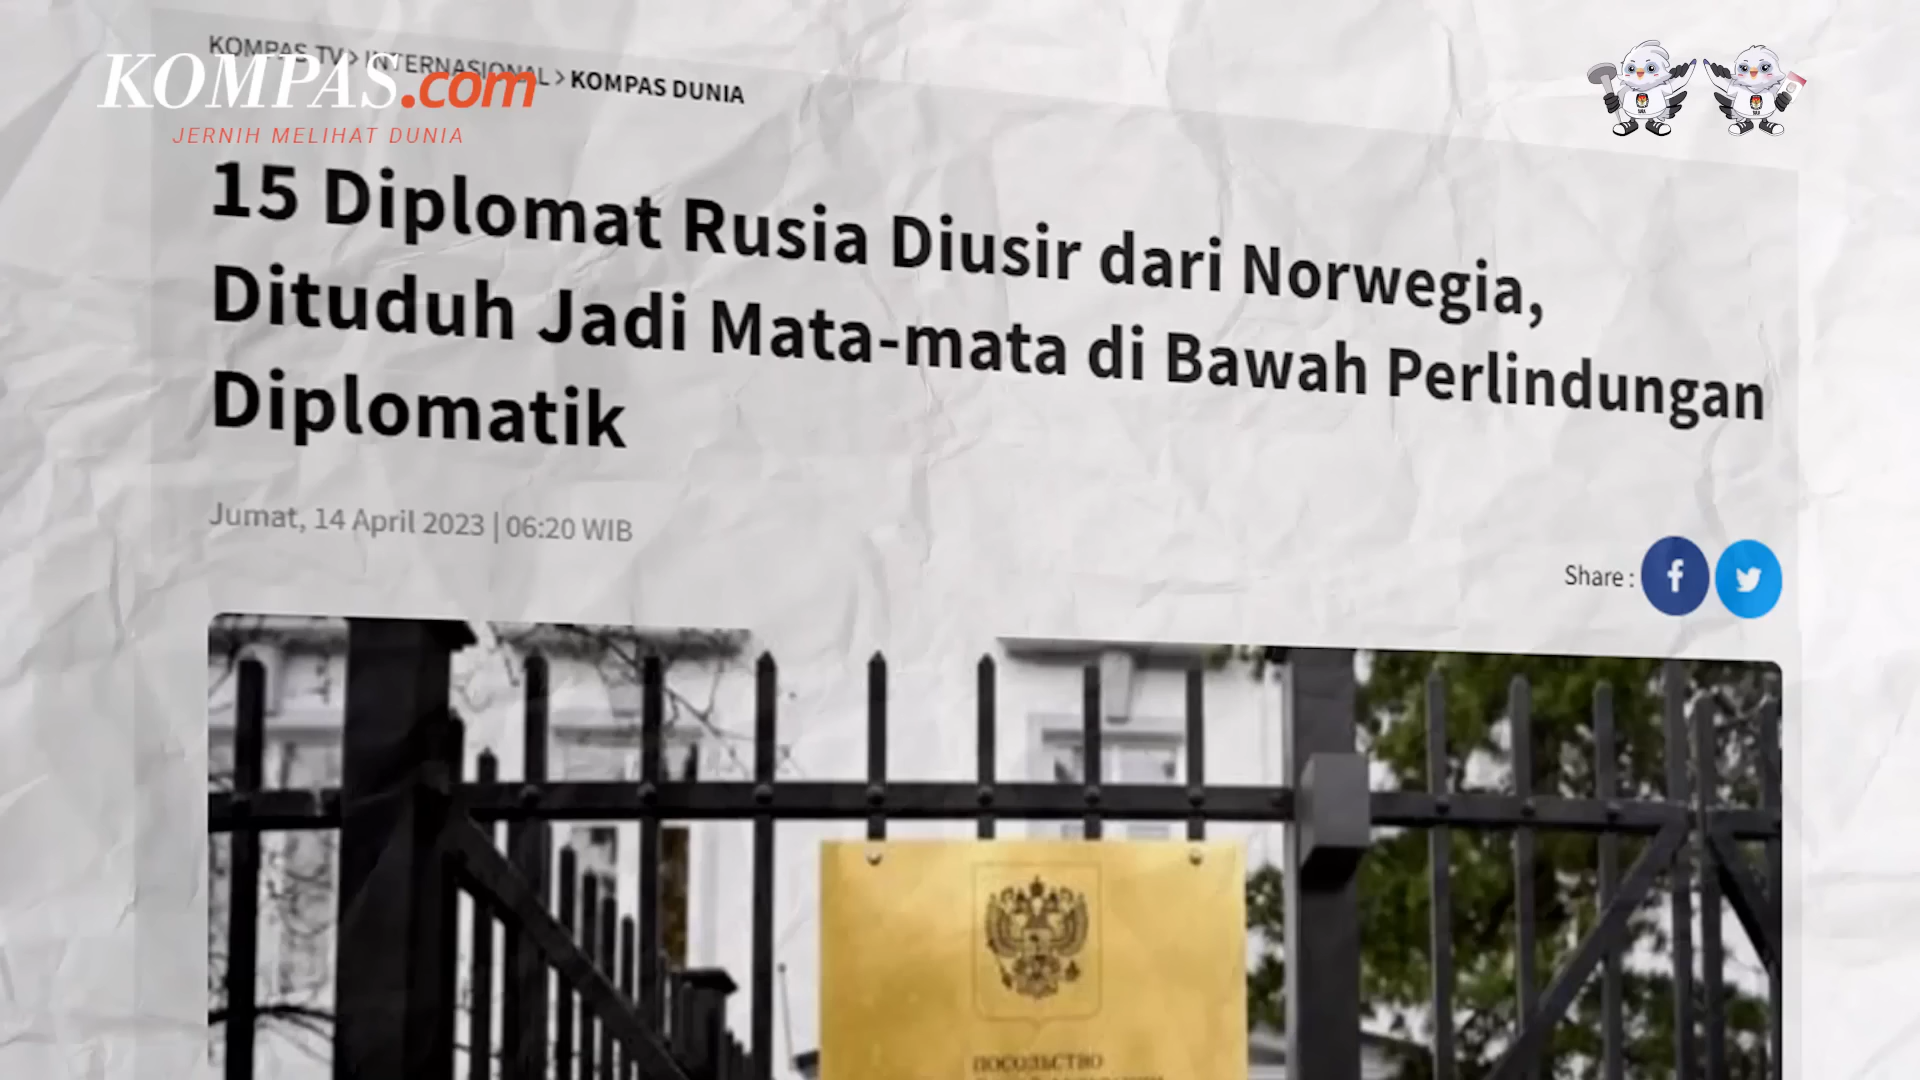 KOMPAS TV > INTERNASIONAL > KOMPAS DUNIA
KOMPAS.com
JERNIH MELIHAT DUNIA
15 Diplomat Rusia Diusir dari Norwegia,
Dituduh Jadi Mata-mata di Bawah Perlindungan
Diplomatik
Jumat, 14 April 2023 | 06:20 WIB
Share :
ПОСОЛЬСТВО